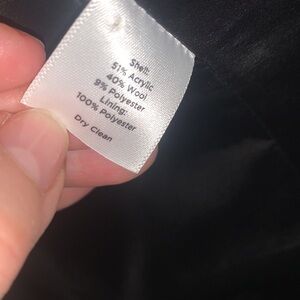 Shell:
51% Acrylic
40% Wool
9% Polyester
Lining:
100% Polyester
Dry Clean